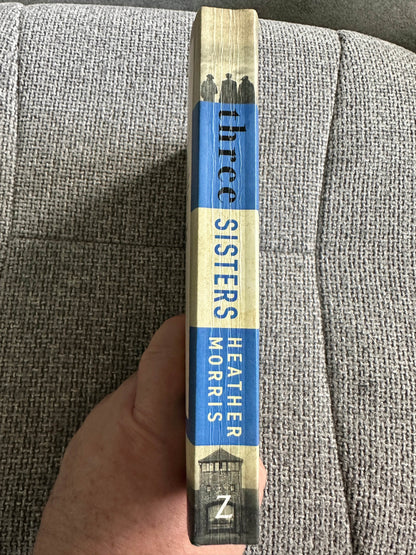 three
SISTERS
HEATHER
MORRIS
Z